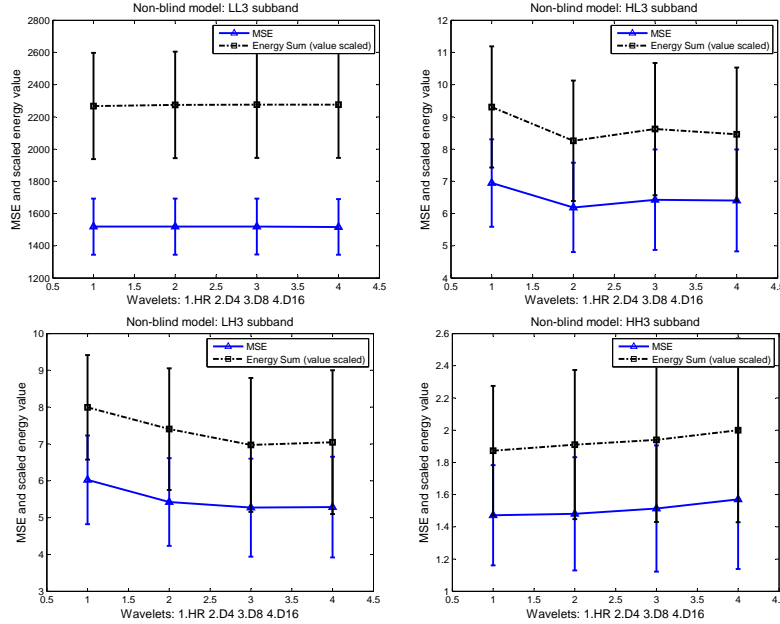 Non-blind model: LL3 subband
MSE and scaled energy value
2800
2600
2400
2200
2000
1800
1600
1400
1200
MSE
Energy Sum (value scaled)
0.5 1 1.5 2 2.5 3 3.5 4 4.5
Wavelets: 1.HR 2.D4 3.D8 4.D16
Non-blind model: HL3 subband
MSE and scaled energy value
12
11
10
9
8
7
6
5
4
MSE
Energy Sum (value scaled)
0.5 1 1.5 2 2.5 3 3.5 4 4.5
Wavelets: 1.HR 2.D4 3.D8 4.D16
Non-blind model: LH3 subband
MSE and scaled energy value
10
9
8
7
6
5
4
3
MSE
Energy Sum (value scaled)
0.5 1 1.5 2 2.5 3 3.5 4 4.5
Wavelets: 1.HR 2.D4 3.D8 4.D16
Non-blind model: HH3 subband
MSE and scaled energy value
2.6
2.4
2.2
2
1.8
1.6
1.4
1.2
1
MSE
Energy Sum (value scaled)
0.5 1 1.5 2 2.5 3 3.5 4 4.5
Wavelets: 1.HR 2.D4 3.D8 4.D16